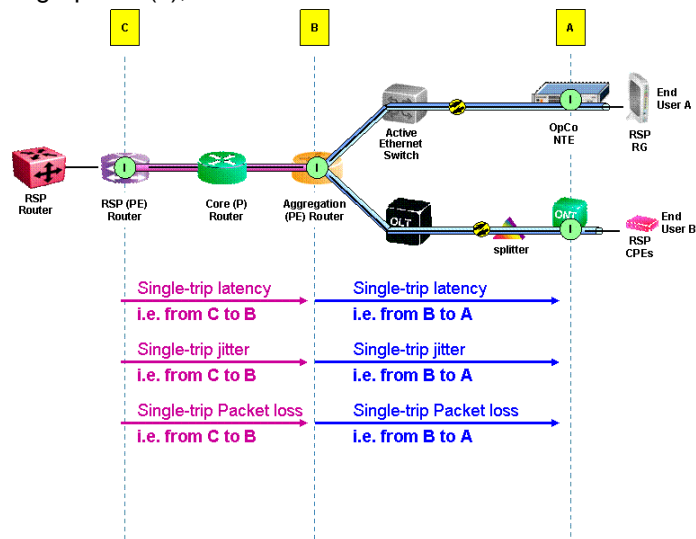 C
B
A
I
End
User A
Active
Ethernet
Switch
OpCo
NTE
RSP
RG
I
I
RSP
Router
RSP (PE)
Router
Core (P)
Router
Aggregation
(PE) Router
OLT
splitter
ONT
I
RSP
CPEs
End
User B
Single-trip latency
i.e. from C to B
Single-trip latency
i.e. from B to A
Single-trip jitter
i.e. from C to B
Single-trip jitter
i.e. from B to A
Single-trip Packet loss
i.e. from C to B
Single-trip Packet loss
i.e. from B to A